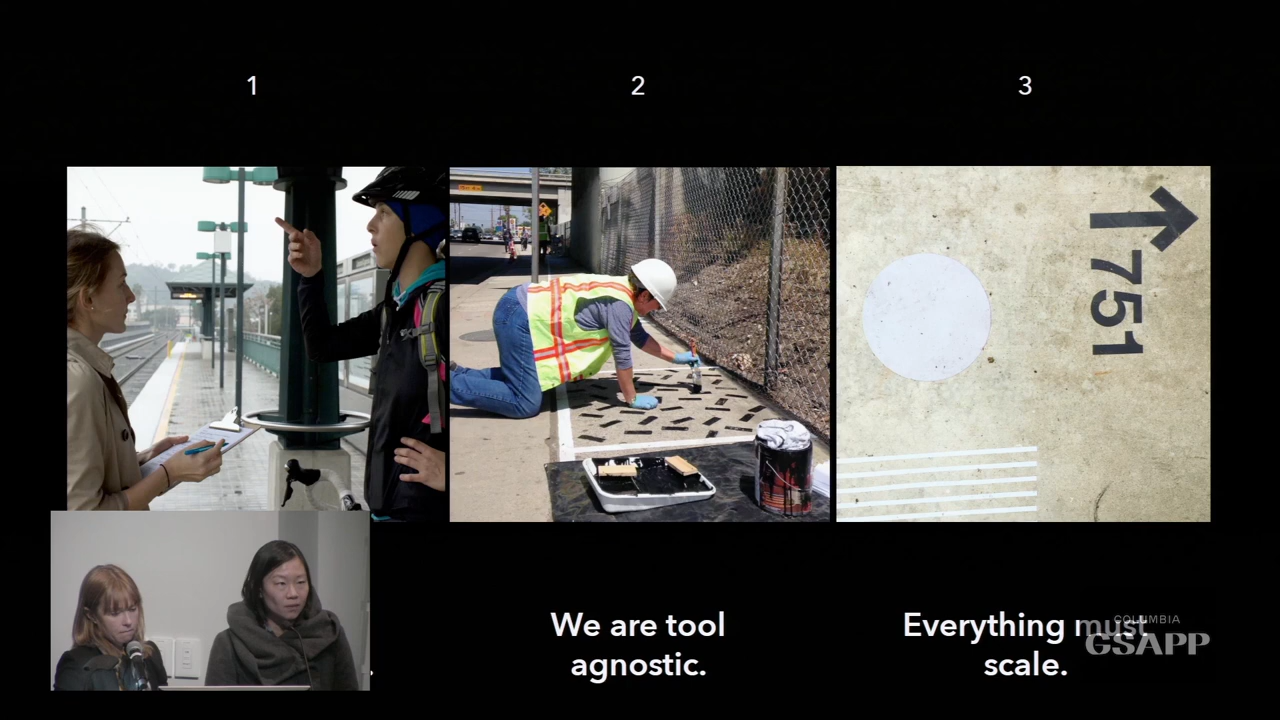 1
2
3
751
We are tool
agnostic.
Everything must
scale.
COLUMBIA
GSAPP